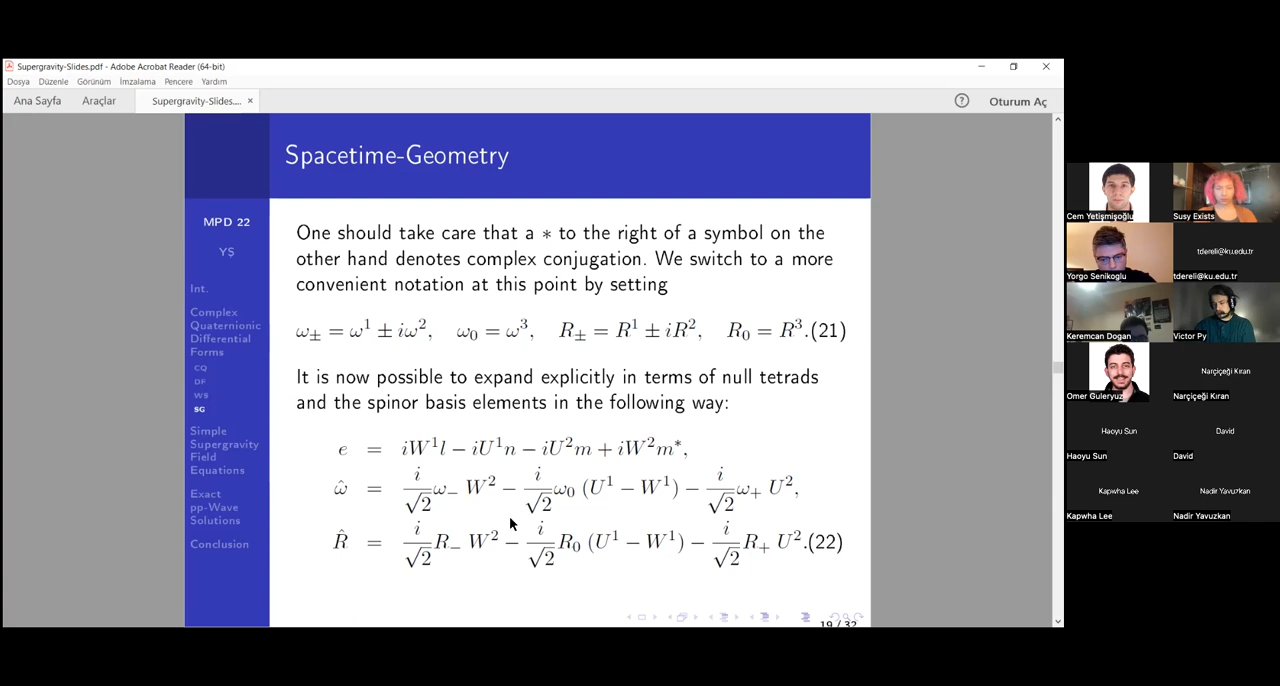 Supergravity-Slides.pdf - Adobe Acrobat Reader (64-bit)
Dosya Düzenle Görünüm İmzalama Pencere Yardım
Ana Sayfa Araçlar Supergravity-Slides.... × ? Oturum Aç
Spacetime-Geometry
MPD 22
YŞ
Int.
Complex
Quaternionic
Differential
Forms
CQ
DF
WS
SG
Simple
Supergravity
Field
Equations
Exact
pp-Wave
Solutions
Conclusion
One should take care that a * to the right of a symbol on the
other hand denotes complex conjugation. We switch to a more
convenient notation at this point by setting
ω± = ω¹ ± iω², ω₀ = ω³, R± = R¹ ± iR², R₀ = R³.(21)
It is now possible to expand explicitly in terms of null tetrads
and the spinor basis elements in the following way:
e = iW¹l − iU¹n − iU²m + iW²m*,
ω̂ = i/√2 ω₋ W² − i/√2 ω₀ (U¹ − W¹) − i/√2 ω₊ U²,
R̂ = i/√2 R₋ W² − i/√2 R₀ (U¹ − W¹) − i/√2 R₊ U².(22)
19 / 32
Cem Yetişmişoğlu
Susy Exists
Yorgo Senikoglu
tdereli@ku.edu.tr
tdereli@ku.edu.tr
Keremcan Dogan
Victor Py
Omer Guleryuz
Narçiçeği Kıran
Narçiçeği Kıran
Haoyu Sun
Haoyu Sun
David
David
Kapwha Lee
Kapwha Lee
Nadir Yavuzkan
Nadir Yavuzkan